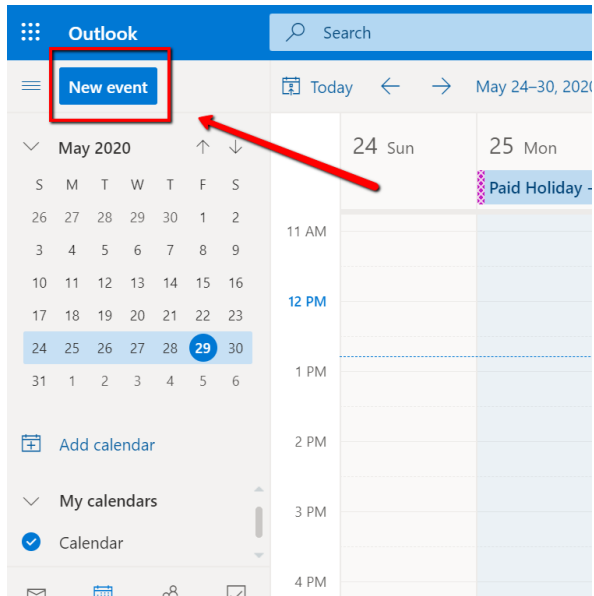 Outlook
Search
New event
Today
May 24–30, 2020
May 2020
S M T W T F S
26 27 28 29 30 1 2
3 4 5 6 7 8 9
10 11 12 13 14 15 16
17 18 19 20 21 22 23
24 25 26 27 28 29 30
31 1 2 3 4 5 6
Add calendar
My calendars
Calendar
24 Sun
25 Mon
Paid Holiday -
11 AM
12 PM
1 PM
2 PM
3 PM
4 PM